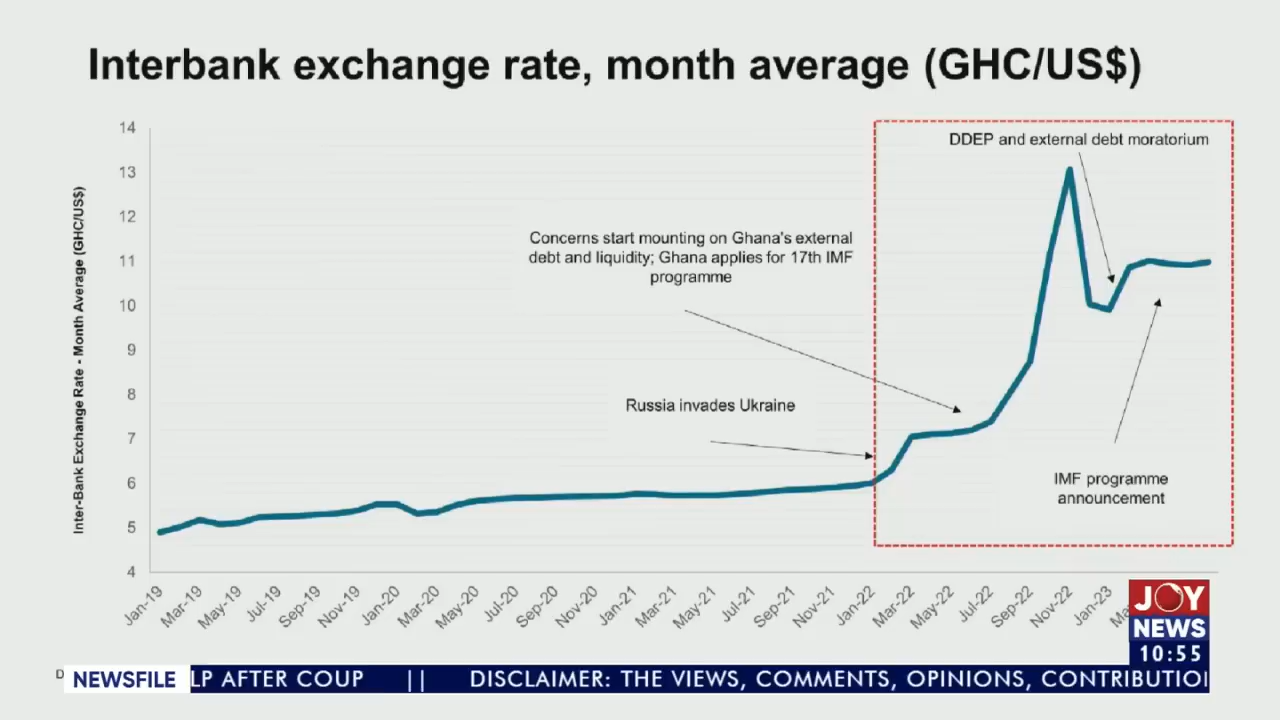 Interbank exchange rate, month average (GHC/US$)
Inter-Bank Exchange Rate - Month Average (GHC/US$)
14
13
12
11
10
9
8
7
6
5
4
DDEP and external debt moratorium
Concerns start mounting on Ghana's external
debt and liquidity; Ghana applies for 17th IMF
programme
Russia invades Ukraine
IMF programme
announcement
Jan-19
Mar-19
May-19
Jul-19
Sep-19
Nov-19
Jan-20
Mar-20
May-20
Jul-20
Sep-20
Nov-20
Jan-21
Mar-21
May-21
Jul-21
Sep-21
Nov-21
Jan-22
Mar-22
May-22
Jul-22
Sep-22
Nov-22
Jan-23
JOY
NEWS
10:55
NEWSFILE
LP AFTER COUP || DISCLAIMER: THE VIEWS, COMMENTS, OPINIONS, CONTRIBUTIO